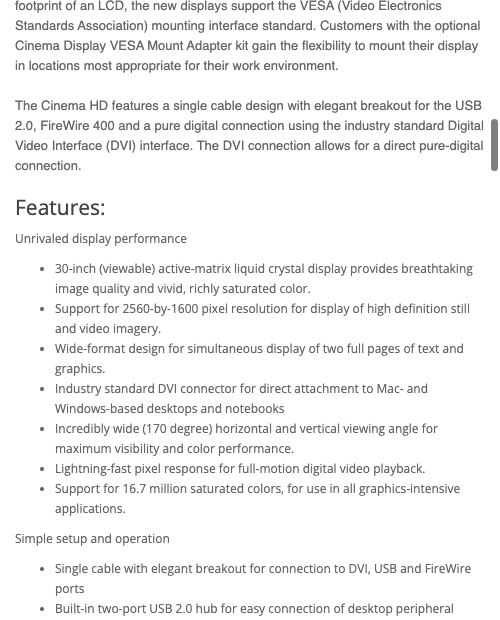 footprint of an LCD, the new displays support the VESA (Video Electronics
Standards Association) mounting interface standard. Customers with the optional
Cinema Display VESA Mount Adapter kit gain the flexibility to mount their display
in locations most appropriate for their work environment.
The Cinema HD features a single cable design with elegant breakout for the USB
2.0, FireWire 400 and a pure digital connection using the industry standard Digital
Video Interface (DVI) interface. The DVI connection allows for a direct pure-digital
connection.
Features:
Unrivaled display performance
• 30-inch (viewable) active-matrix liquid crystal display provides breathtaking
image quality and vivid, richly saturated color.
• Support for 2560-by-1600 pixel resolution for display of high definition still
and video imagery.
• Wide-format design for simultaneous display of two full pages of text and
graphics.
• Industry standard DVI connector for direct attachment to Mac- and
Windows-based desktops and notebooks
• Incredibly wide (170 degree) horizontal and vertical viewing angle for
maximum visibility and color performance.
• Lightning-fast pixel response for full-motion digital video playback.
• Support for 16.7 million saturated colors, for use in all graphics-intensive
applications.
Simple setup and operation
• Single cable with elegant breakout for connection to DVI, USB and FireWire
ports
• Built-in two-port USB 2.0 hub for easy connection of desktop peripheral